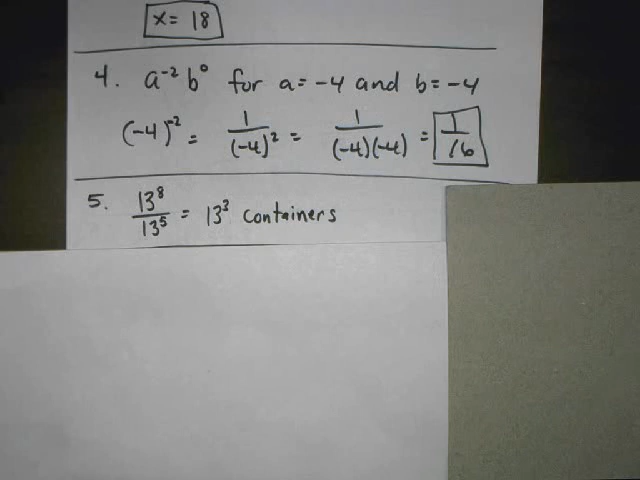 x = 18
4. a⁻² b⁰ for a = -4 and b = -4
(-4)⁻² = 1/(-4)² = 1/(-4)(-4) = 1/16
5. 13⁸/13⁵ = 13³ containers